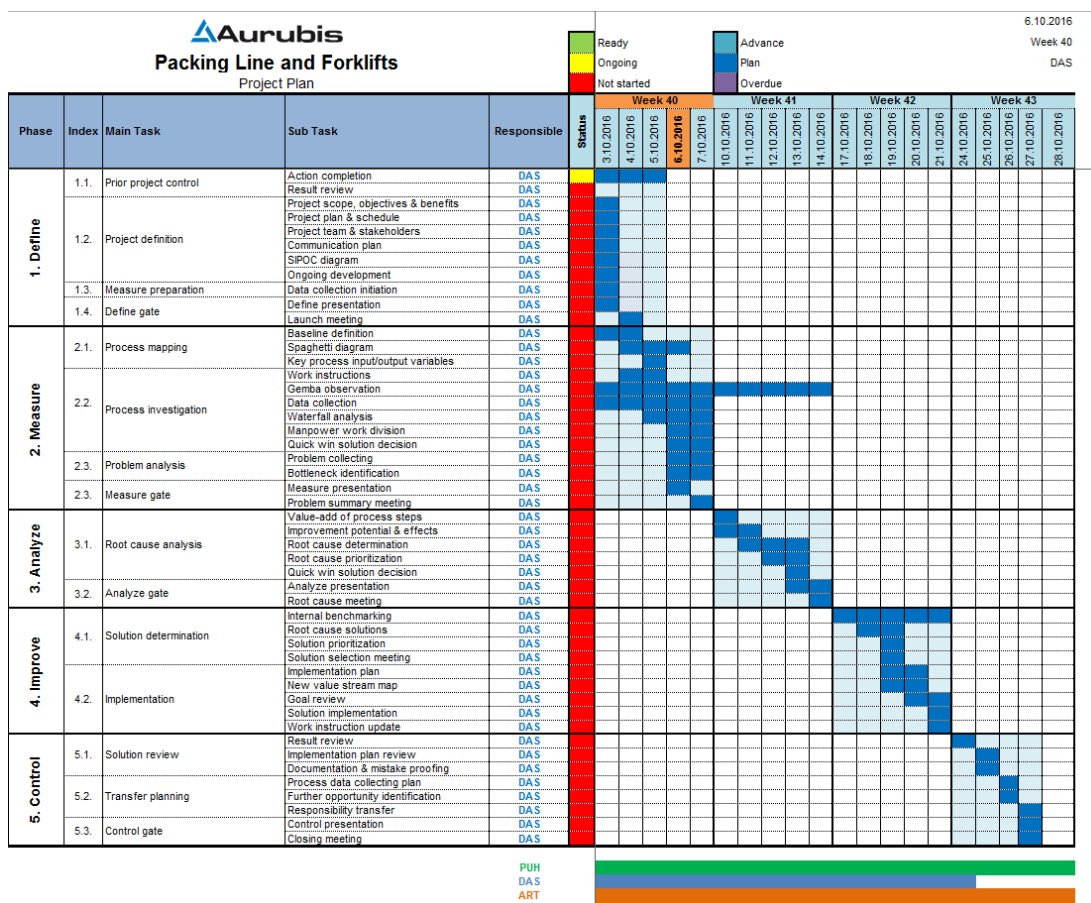 6.10.2016
Aurubis
Ready
Advance
Week 40
Packing Line and Forklifts
Ongoing
Plan
DAS
Project Plan
Not started
Overdue
Week 40 Week 41 Week 42 Week 43
Phase Index Main Task Sub Task Responsible Status 3.10.2016 4.10.2016 5.10.2016 6.10.2016 7.10.2016 10.10.2016 11.10.2016 12.10.2016 13.10.2016 14.10.2016 17.10.2016 18.10.2016 19.10.2016 20.10.2016 21.10.2016 24.10.2016 25.10.2016 26.10.2016 27.10.2016 28.10.2016
1. Define
1.1. Prior project control Action completion DAS
Result review DAS
1.2. Project definition Project scope, objectives & benefits DAS
Project plan & schedule DAS
Project team & stakeholders DAS
Communication plan DAS
SIPOC diagram DAS
Ongoing development DAS
1.3. Measure preparation Data collection initiation DAS
1.4. Define gate Define presentation DAS
Launch meeting DAS
2. Measure
2.1. Process mapping Baseline definition DAS
Spaghetti diagram DAS
Key process input/output variables DAS
2.2. Process investigation Work instructions DAS
Gemba observation DAS
Data collection DAS
Waterfall analysis DAS
Manpower work division DAS
Quick win solution decision DAS
2.3. Problem analysis Problem collecting DAS
Bottleneck identification DAS
2.3. Measure gate Measure presentation DAS
Problem summary meeting DAS
3. Analyze
3.1. Root cause analysis Value-add of process steps DAS
Improvement potential & effects DAS
Root cause determination DAS
Root cause prioritization DAS
Quick win solution decision DAS
3.2. Analyze gate Analyze presentation DAS
Root cause meeting DAS
4. Improve
4.1. Solution determination Internal benchmarking DAS
Root cause solutions DAS
Solution prioritization DAS
Solution selection meeting DAS
4.2. Implementation Implementation plan DAS
New value stream map DAS
Goal review DAS
Solution implementation DAS
Work instruction update DAS
5. Control
5.1. Solution review Result review DAS
Implementation plan review DAS
Documentation & mistake proofing DAS
5.2. Transfer planning Process data collecting plan DAS
Further opportunity identification DAS
Responsibility transfer DAS
5.3. Control gate Control presentation DAS
Closing meeting DAS
PUH
DAS
ART